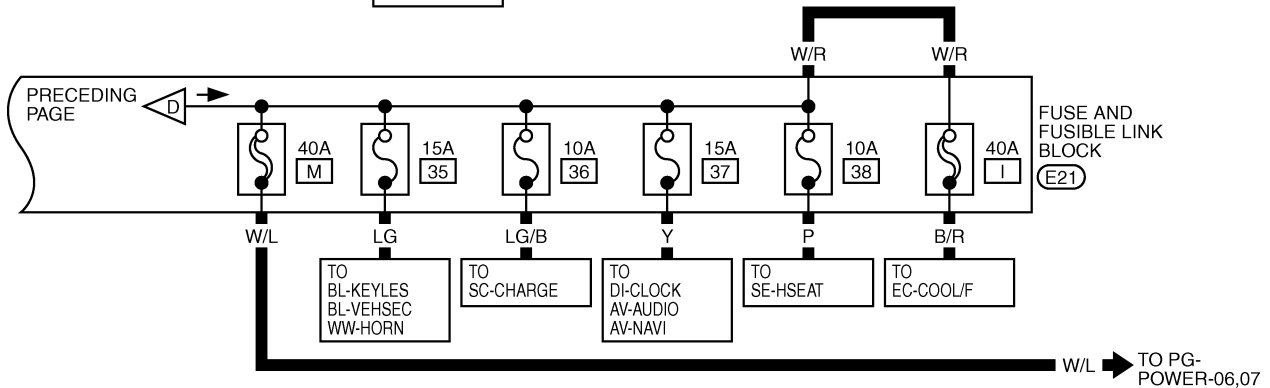 W/R W/R
PRECEDING
PAGE
D
FUSE AND
FUSIBLE LINK
BLOCK
E21
40A 15A 10A 15A 10A 40A
M 35 36 37 38 I
W/L LG LG/B Y P B/R
TO
BL-KEYLES
BL-VEHSEC
WW-HORN
TO
SC-CHARGE
TO
DI-CLOCK
AV-AUDIO
AV-NAVI
TO
SE-HSEAT
TO
EC-COOL/F
W/L
TO PG-
POWER-06,07